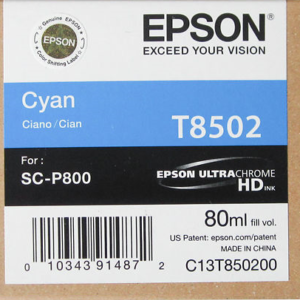 Genuine Epson
EPSON
Color Shifting Label
EPSON
EXCEED YOUR VISION
Cyan
Ciano / Cian
T8502
For :
SC-P800
EPSON ULTRACHROME
HD INK
80ml fill vol.
US Patent: epson.com/patent
MADE IN CHINA
0 10343 91487 2
C13T850200